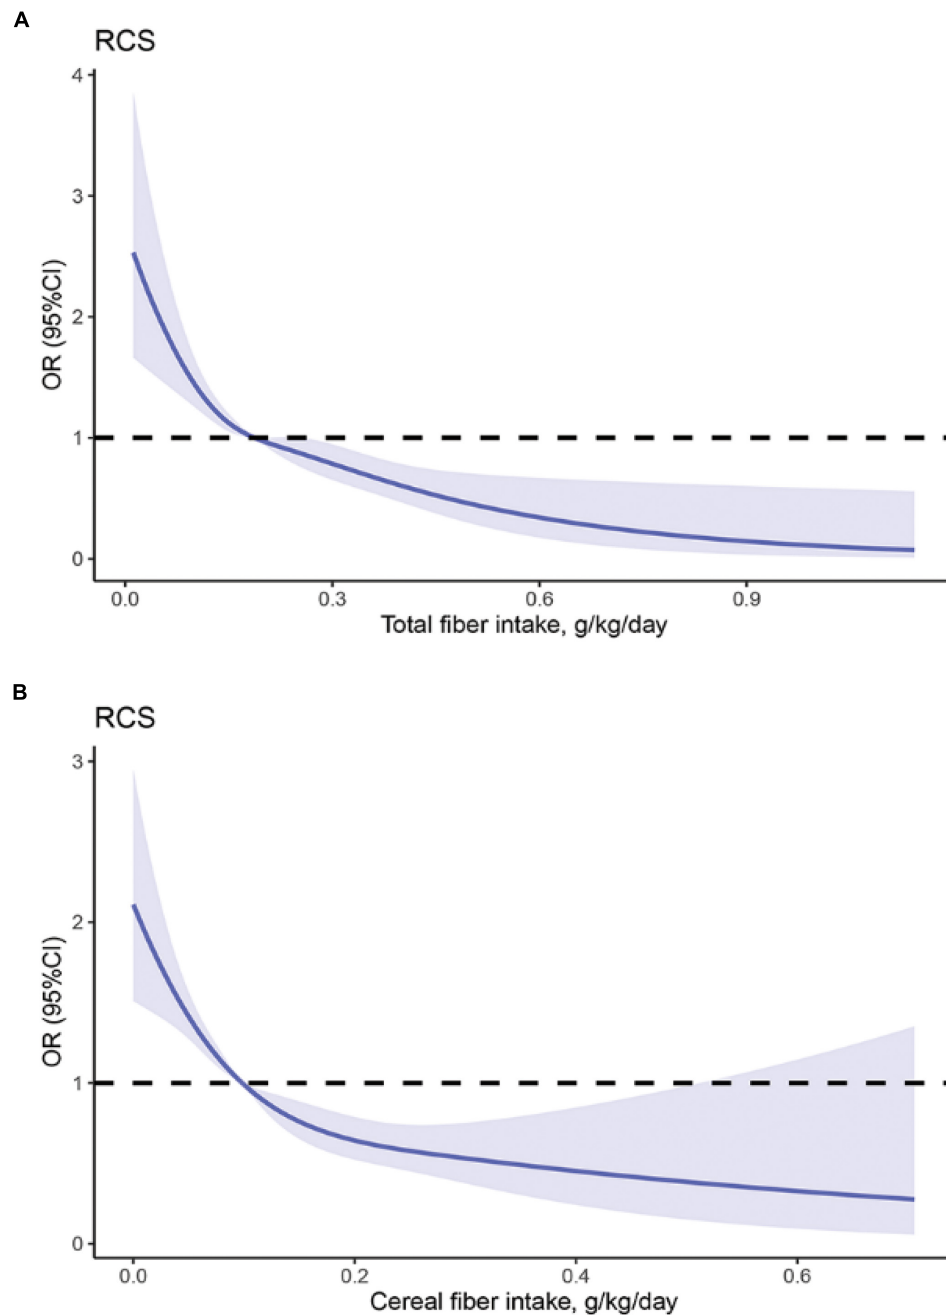 A
RCS
4
3
2
1
0
OR (95%CI)
0.0 0.3 0.6 0.9
Total fiber intake, g/kg/day
B
RCS
3
2
1
0
OR (95%CI)
0.0 0.2 0.4 0.6
Cereal fiber intake, g/kg/day